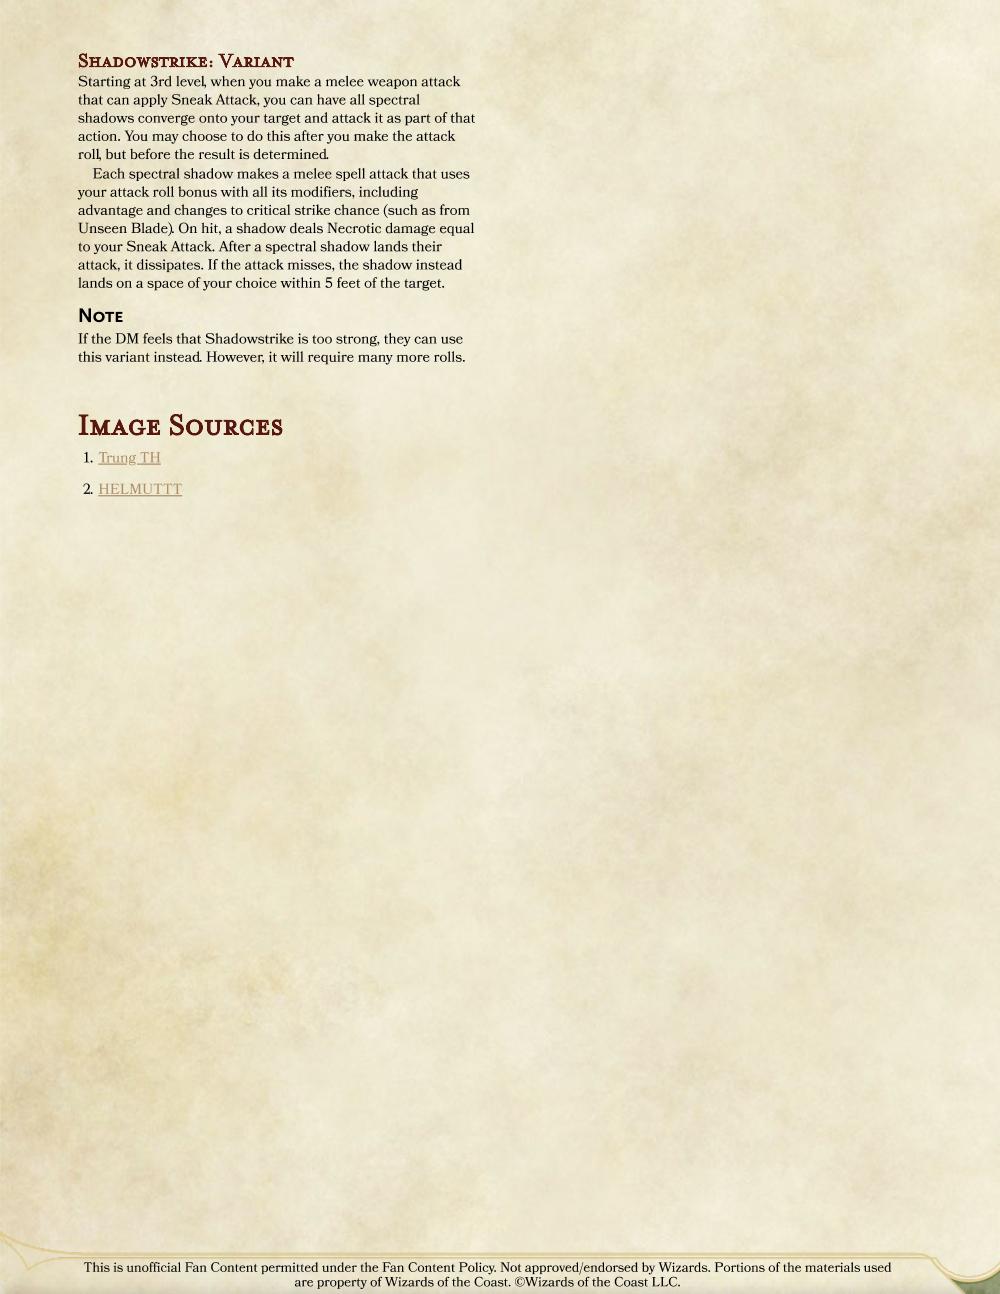 Shadowstrike: Variant
Starting at 3rd level, when you make a melee weapon attack
that can apply Sneak Attack, you can have all spectral
shadows converge onto your target and attack it as part of that
action. You may choose to do this after you make the attack
roll, but before the result is determined.
Each spectral shadow makes a melee spell attack that uses
your attack roll bonus with all its modifiers, including
advantage and changes to critical strike chance (such as from
Unseen Blade). On hit, a shadow deals Necrotic damage equal
to your Sneak Attack. After a spectral shadow lands their
attack, it dissipates. If the attack misses, the shadow instead
lands on a space of your choice within 5 feet of the target.
Note
If the DM feels that Shadowstrike is too strong, they can use
this variant instead. However, it will require many more rolls.
Image Sources
1. Trung TH
2. HELMUTTT
This is unofficial Fan Content permitted under the Fan Content Policy. Not approved/endorsed by Wizards. Portions of the materials used
are property of Wizards of the Coast. ©Wizards of the Coast LLC.